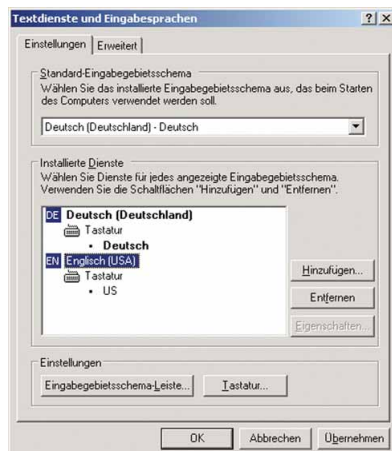 Textdienste und Eingabesprachen
Einstellungen
Erweitert
Standard-Eingabegebietsschema
Wählen Sie das installierte Eingabegebietsschema aus, das beim Starten
des Computers verwendet werden soll.
Deutsch (Deutschland) - Deutsch
Installierte Dienste
Wählen Sie Dienste für jedes angezeigte Eingabegebietsschema.
Verwenden Sie die Schaltflächen "Hinzufügen" und "Entfernen".
DE Deutsch (Deutschland)
Tastatur
• Deutsch
EN Englisch (USA)
Tastatur
• US
Hinzufügen...
Entfernen
Eigenschaften...
Einstellungen
Eingabegebietsschema-Leiste...
Tastatur...
OK
Abbrechen
Übernehmen